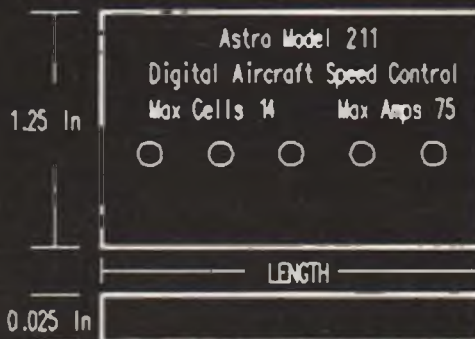 Astro Model 211
Digital Aircraft Speed Control
Max Cells 14 Max Amps 75
1.25 In
LENGTH
0.025 In